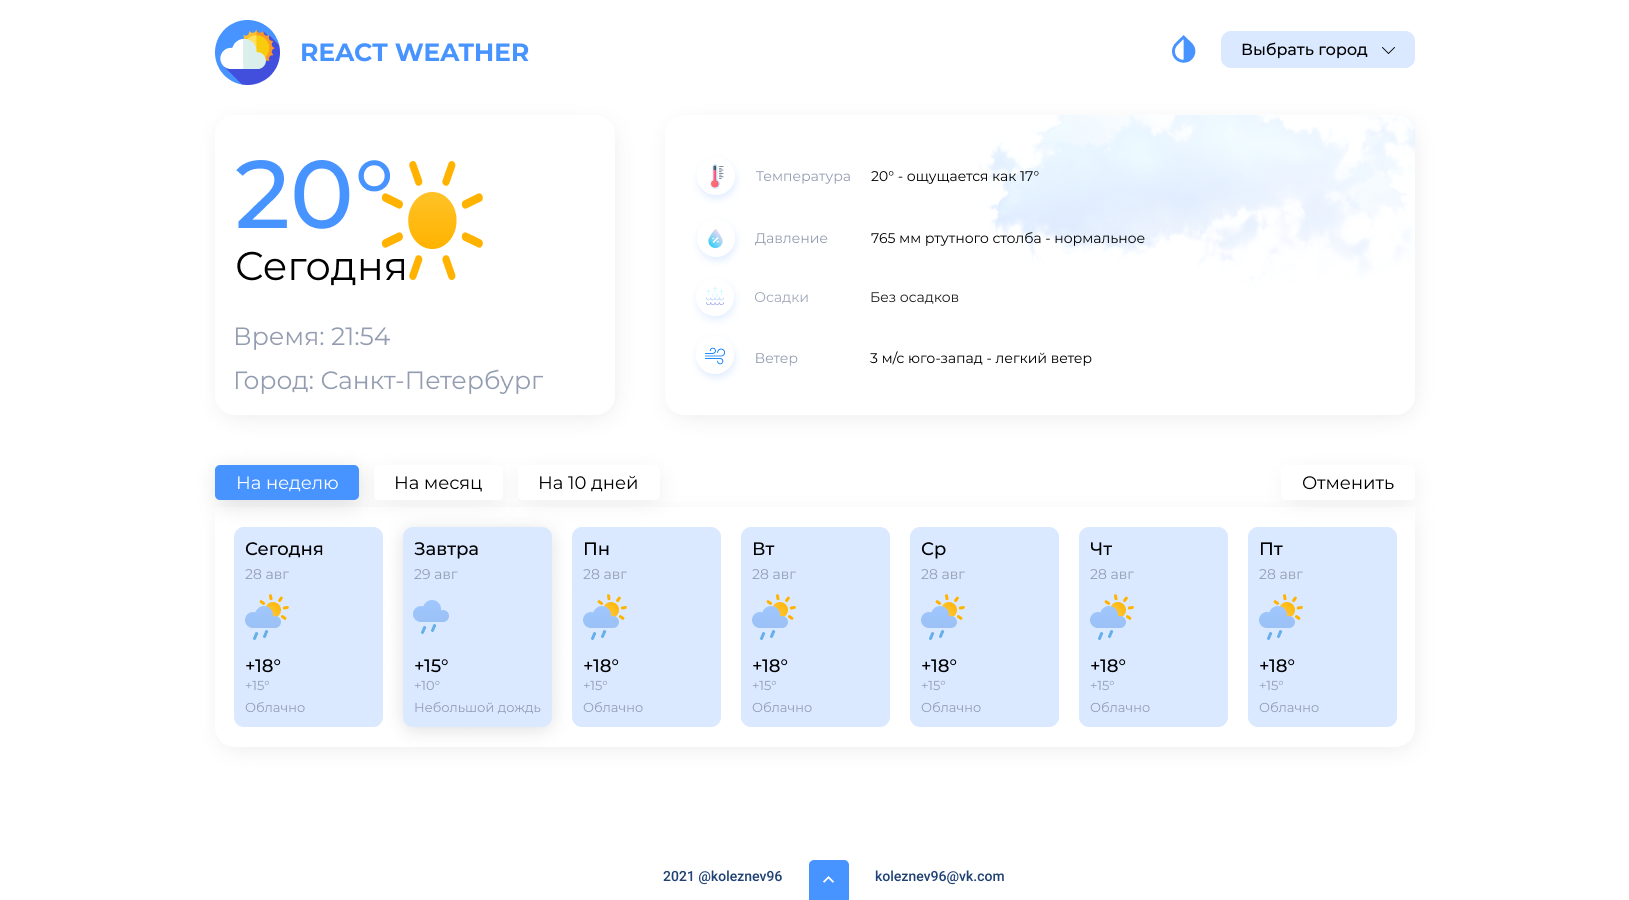 REACT WEATHER
Выбрать город
20°
Сегодня
Время: 21:54
Город: Санкт-Петербург
Температура 20° - ощущается как 17°
Давление 765 мм ртутного столба - нормальное
Осадки Без осадков
Ветер 3 м/с юго-запад - легкий ветер
На неделю На месяц На 10 дней Отменить
Сегодня
28 авг
+18°
+15°
Облачно
Завтра
29 авг
+15°
+10°
Небольшой дождь
Пн
28 авг
+18°
+15°
Облачно
Вт
28 авг
+18°
+15°
Облачно
Ср
28 авг
+18°
+15°
Облачно
Чт
28 авг
+18°
+15°
Облачно
Пт
28 авг
+18°
+15°
Облачно
2021 @koleznev96 koleznev96@vk.com